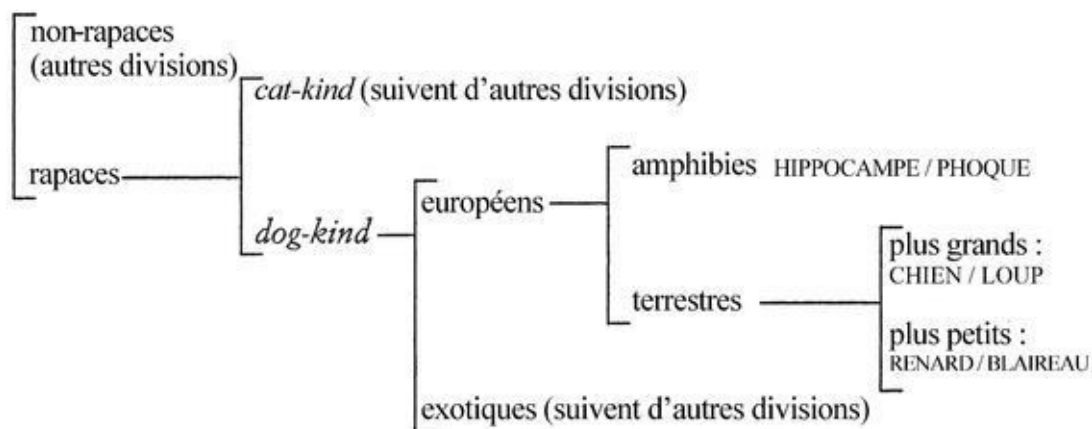 non-rapaces
(autres divisions)
cat-kind (suivent d'autres divisions)
rapaces
amphibies HIPPOCAMPE / PHOQUE
européens
dog-kind
plus grands :
CHIEN / LOUP
terrestres
plus petits :
RENARD / BLAIREAU
exotiques (suivent d'autres divisions)